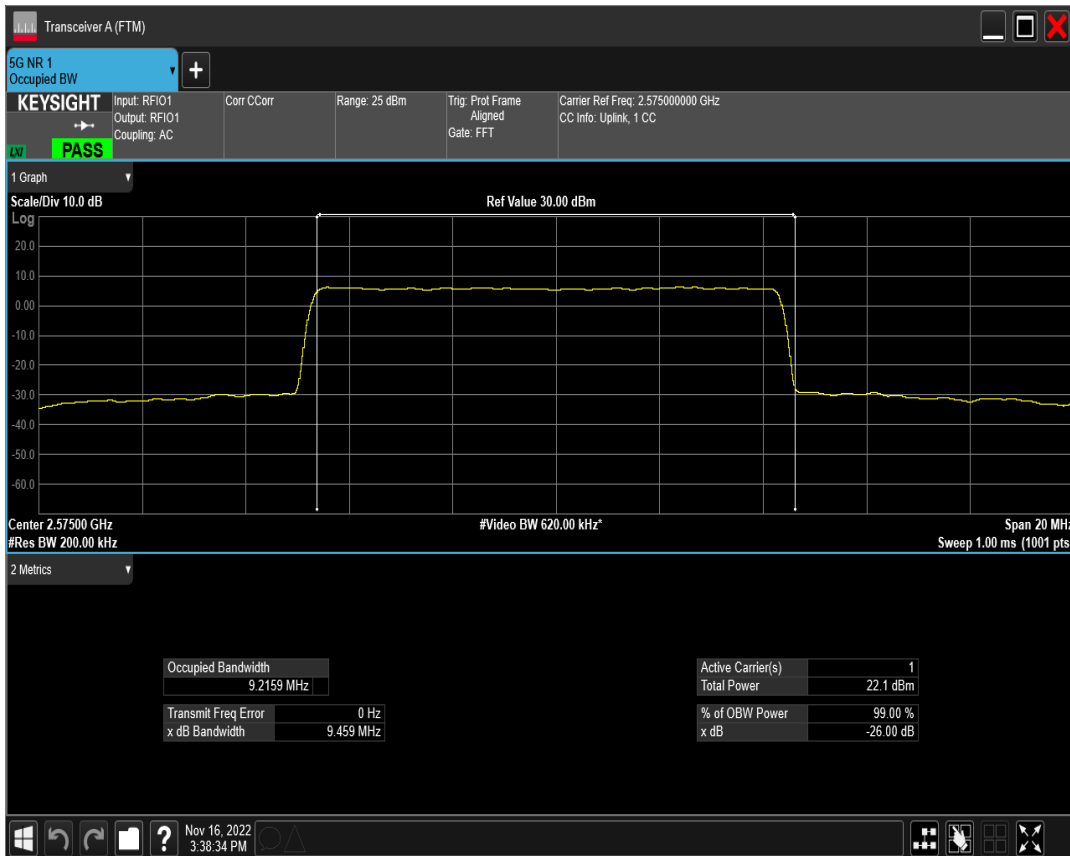 Transceiver A (FTM)
5G NR 1
Occupied BW
+
KEYSIGHT
LXI
PASS
Input: RFIO1
Output: RFIO1
Coupling: AC
Corr CCorr
Range: 25 dBm
Trig: Prot Frame
Aligned
Gate: FFT
Carrier Ref Freq: 2.575000000 GHz
CC Info: Uplink, 1 CC
1 Graph
Scale/Div 10.0 dB
Ref Value 30.00 dBm
Log
20.0
10.0
0.00
-10.0
-20.0
-30.0
-40.0
-50.0
-60.0
Center 2.57500 GHz
#Video BW 620.00 kHz*
Span 20 MHz
#Res BW 200.00 kHz
Sweep 1.00 ms (1001 pts
2 Metrics
Occupied Bandwidth
9.2159 MHz
Transmit Freq Error 0 Hz
x dB Bandwidth 9.459 MHz
Active Carrier(s) 1
Total Power 22.1 dBm
% of OBW Power 99.00 %
x dB -26.00 dB
?
Nov 16, 2022
3:38:34 PM